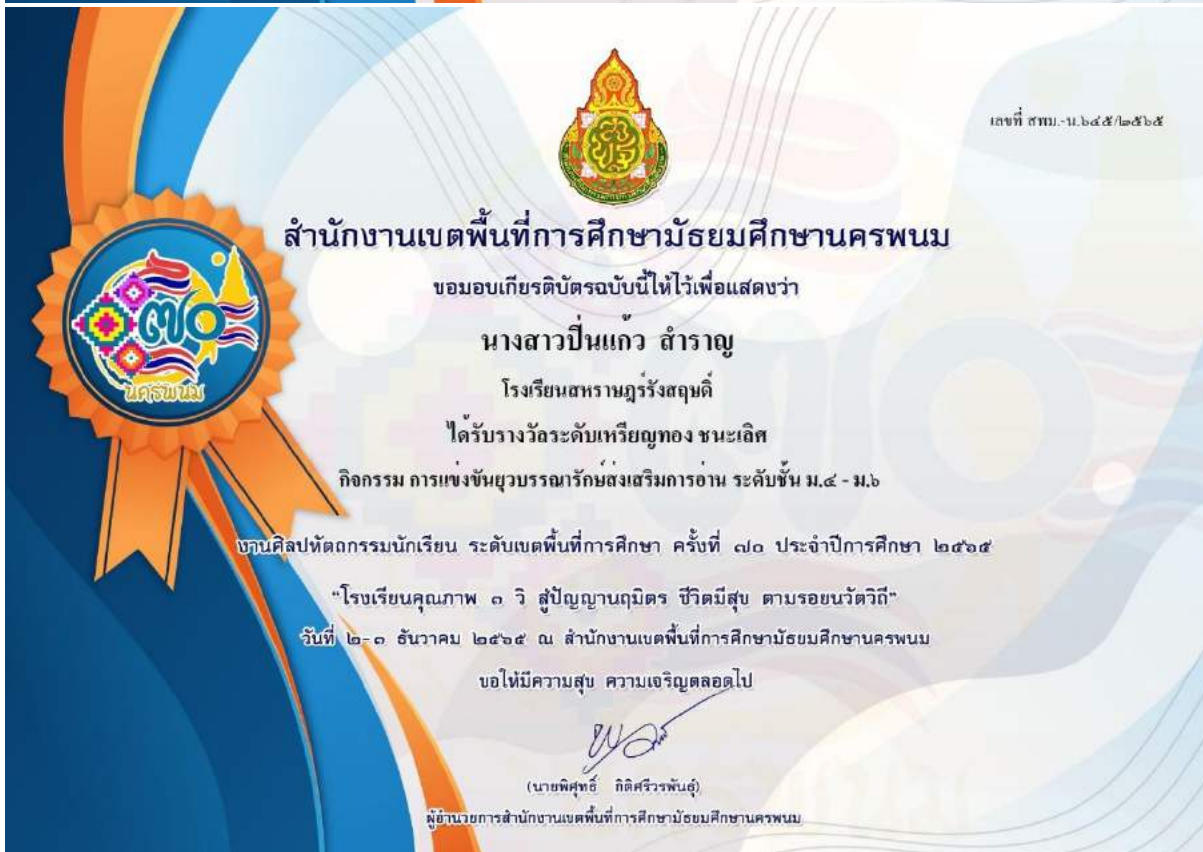 เลขที่ สพม.-น.๖๔๕/๒๕๖๕
สำนักงานเขตพื้นที่การศึกษามัธยมศึกษานครพนม
ขอมอบเกียรติบัตรฉบับนี้ให้ไว้เพื่อแสดงว่า
นางสาวปิ่นแก้ว สำราญ
โรงเรียนสหราษฎร์รังสฤษดิ์
ได้รับรางวัลระดับเหรียญทอง ชนะเลิศ
กิจกรรม การแข่งขันยุวบรรณารักษ์ส่งเสริมการอ่าน ระดับชั้น ม.๔ - ม.๖
งานศิลปหัตถกรรมนักเรียน ระดับเขตพื้นที่การศึกษา ครั้งที่ ๗๐ ประจำปีการศึกษา ๒๕๖๕
"โรงเรียนคุณภาพ ๓ วิ สู่ปัญญานฤมิตร ชีวิตมีสุข ตามรอยนวัตวิถี"
วันที่ ๒-๓ ธันวาคม ๒๕๖๕ ณ สำนักงานเขตพื้นที่การศึกษามัธยมศึกษานครพนม
ขอให้มีความสุข ความเจริญตลอดไป
(นายพิศุทธิ์ กิติศรีวรพันธุ์)
ผู้อำนวยการสำนักงานเขตพื้นที่การศึกษามัธยมศึกษานครพนม
๗๐
นครพนม